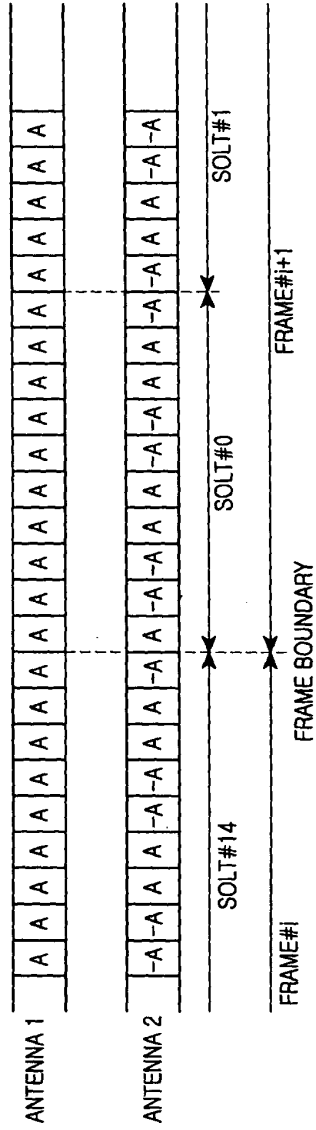 ANTENNA 1 A A A A A A A A A A A A A A A A A A A A A A A A
ANTENNA 2 -A -A A A -A -A A A -A A -A -A A A -A -A A A -A -A A A -A -A
SOLT#14 SOLT#0 SOLT#1
FRAME#i FRAME#i+1
FRAME BOUNDARY